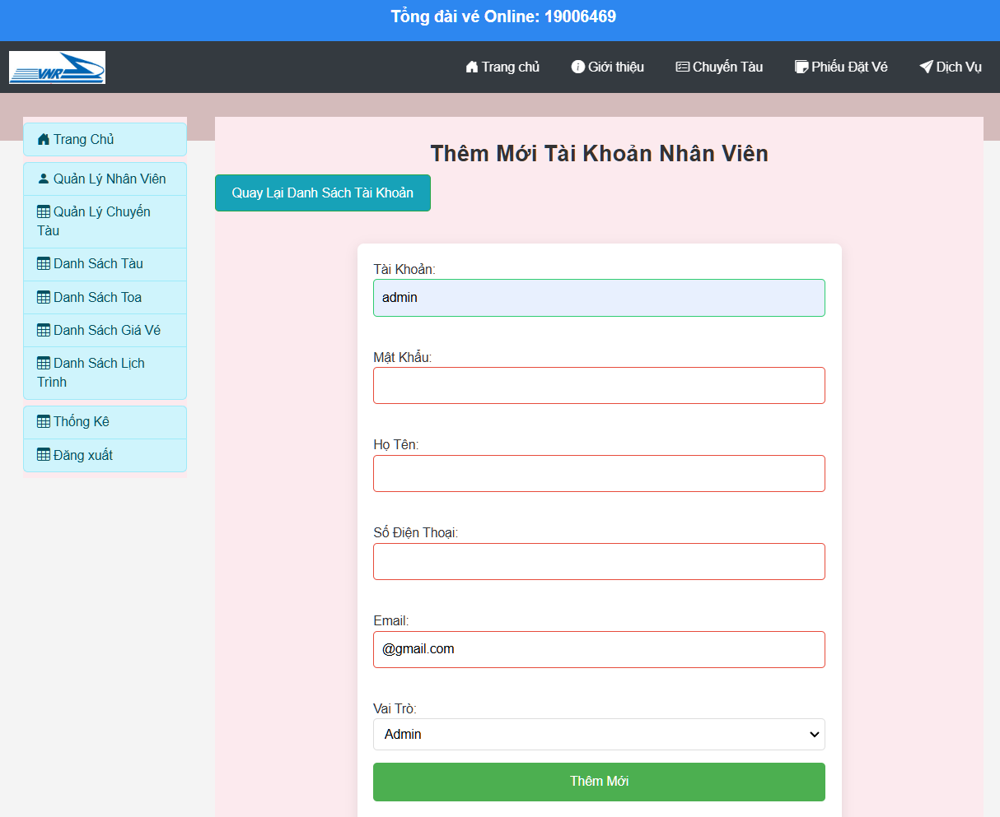 Tổng đài vé Online: 19006469
VNR
Trang chủ
Giới thiệu
Chuyến Tàu
Phiếu Đặt Vé
Dịch Vụ
Trang Chủ
Quản Lý Nhân Viên
Quản Lý Chuyến
Tàu
Danh Sách Tàu
Danh Sách Toa
Danh Sách Giá Vé
Danh Sách Lịch
Trình
Thống Kê
Đăng xuất
Thêm Mới Tài Khoản Nhân Viên
Quay Lại Danh Sách Tài Khoản
Tài Khoản:
admin
Mật Khẩu:
Họ Tên:
Số Điện Thoại:
Email:
@gmail.com
Vai Trò:
Admin
Thêm Mới